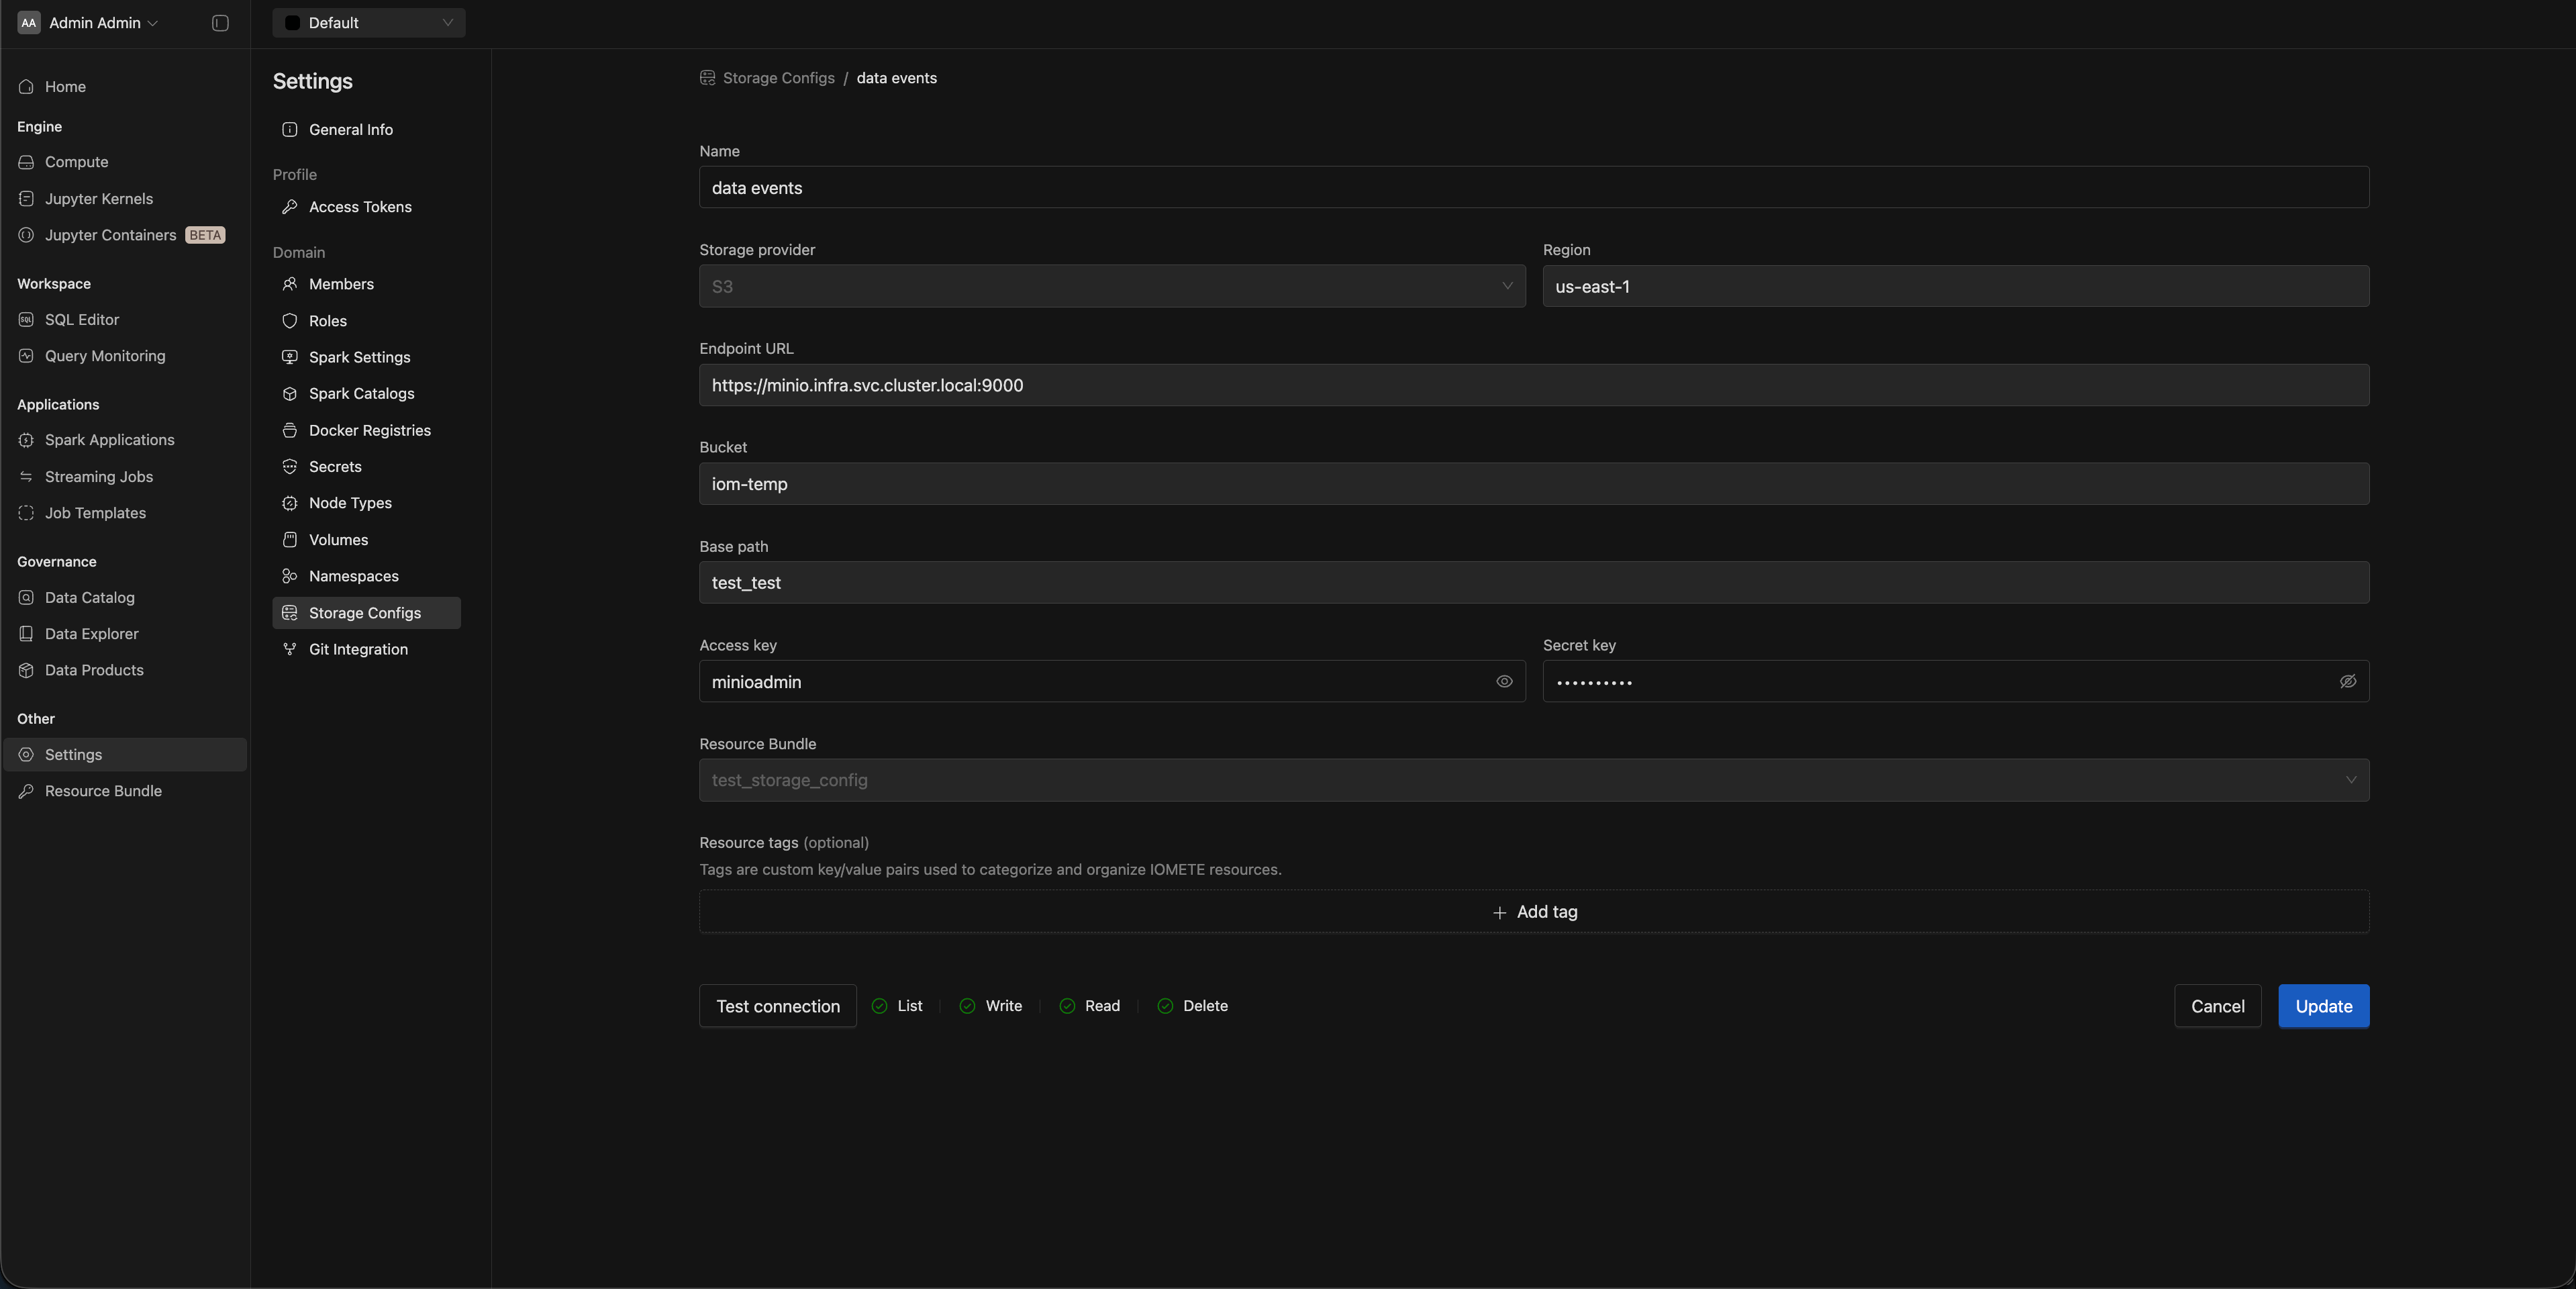 AA Admin Admin
Default
Home
Engine
Compute
Jupyter Kernels
Jupyter Containers BETA
Workspace
SQL Editor
Query Monitoring
Applications
Spark Applications
Streaming Jobs
Job Templates
Governance
Data Catalog
Data Explorer
Data Products
Other
Settings
Resource Bundle
Settings
General Info
Profile
Access Tokens
Domain
Members
Roles
Spark Settings
Spark Catalogs
Docker Registries
Secrets
Node Types
Volumes
Namespaces
Storage Configs
Git Integration
Storage Configs / data events
Name
data events
Storage provider
S3
Region
us-east-1
Endpoint URL
https://minio.infra.svc.cluster.local:9000
Bucket
iom-temp
Base path
test_test
Access key
minioadmin
Secret key
••••••••••
Resource Bundle
test_storage_config
Resource tags (optional)
Tags are custom key/value pairs used to categorize and organize IOMETE resources.
+ Add tag
Test connection
List
Write
Read
Delete
Cancel
Update